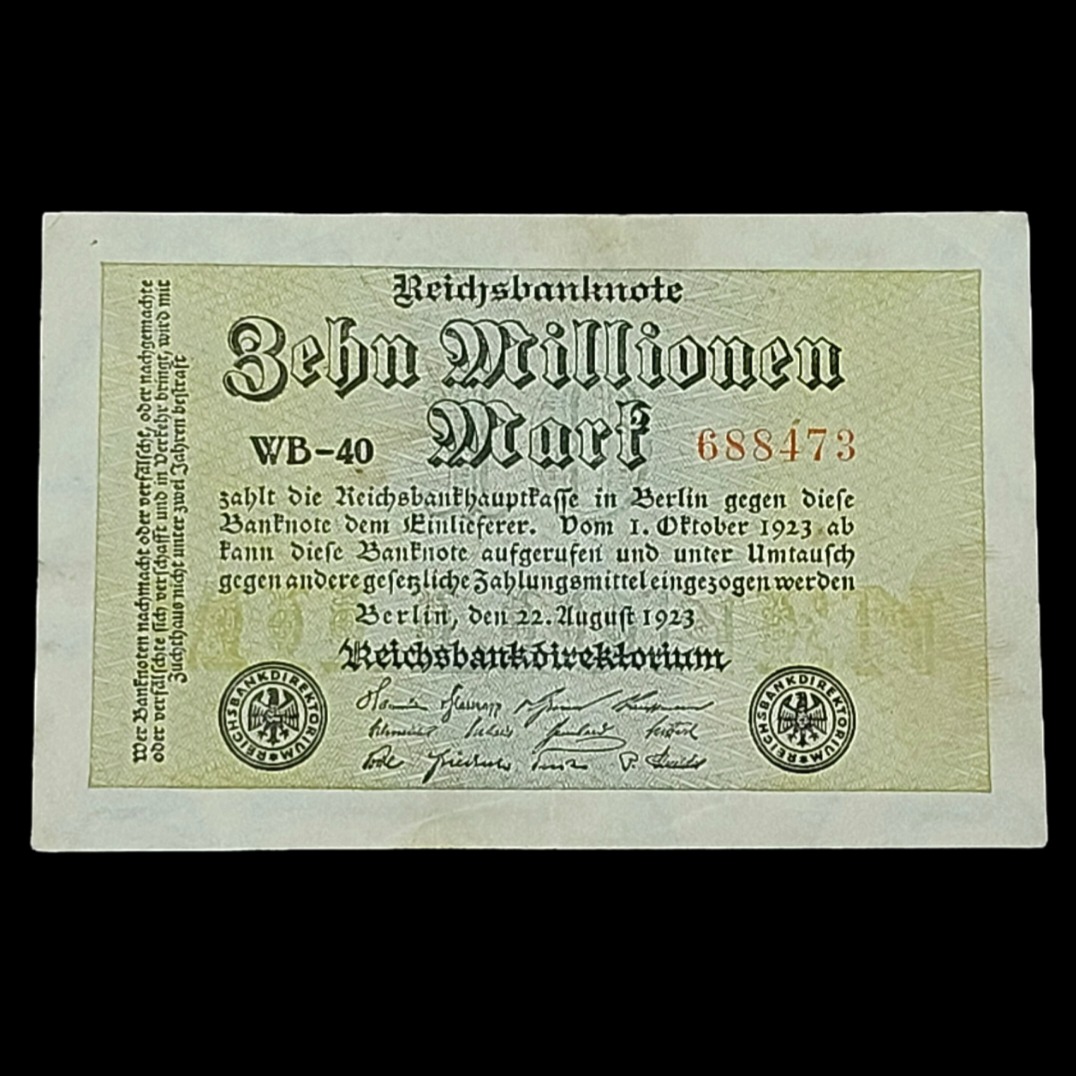 Reichsbanknote
Zehn Millionen
Mark
WB-40
688473
zahlt die Reichsbankhauptkasse in Berlin gegen diese
Banknote dem Einlieferer. Vom 1. Oktober 1923 ab
kann diese Banknote aufgerufen und unter Umtausch
gegen andere gesetzliche Zahlungsmittel eingezogen werden
Berlin, den 22. August 1923
Reichsbankdirektorium
REICHSBANKDIREKTORIUM
REICHSBANKDIREKTORIUM
Wer Banknoten nachmacht oder verfälscht, oder nachgemachte
oder verfälschte sich verschafft und in Verkehr bringt, wird mit
Zuchthaus nicht unter zwei Jahren bestraft